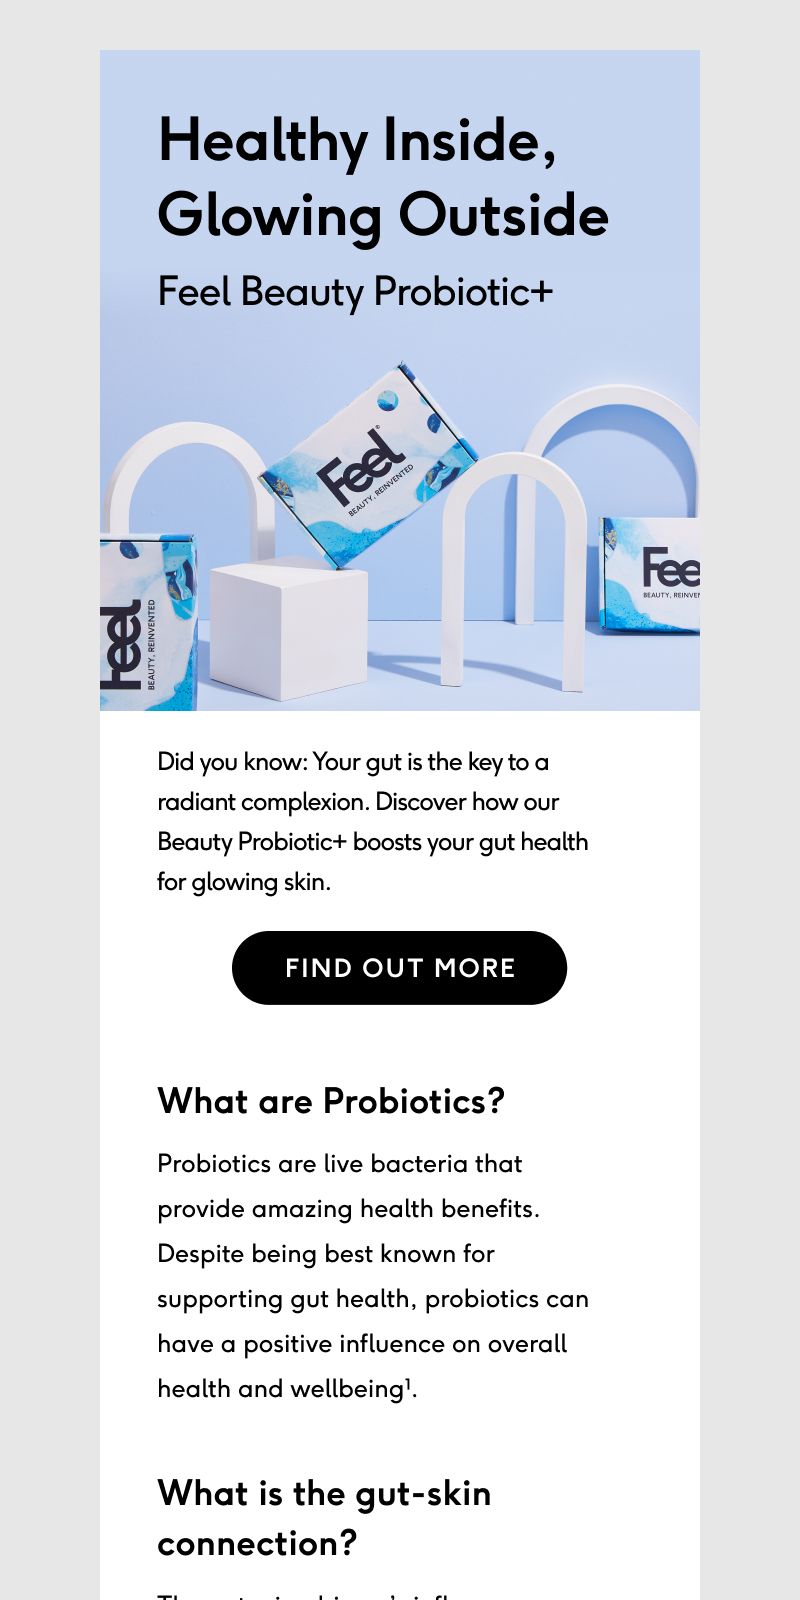 Healthy Inside,
Glowing Outside
Feel Beauty Probiotic+
Feel®
BEAUTY, REINVENTED
Feel
BEAUTY, REINVENTED
Fee
BEAUTY, REINVEN
Did you know: Your gut is the key to a
radiant complexion. Discover how our
Beauty Probiotic+ boosts your gut health
for glowing skin.
FIND OUT MORE
What are Probiotics?
Probiotics are live bacteria that
provide amazing health benefits.
Despite being best known for
supporting gut health, probiotics can
have a positive influence on overall
health and wellbeing¹.
What is the gut-skin
connection?